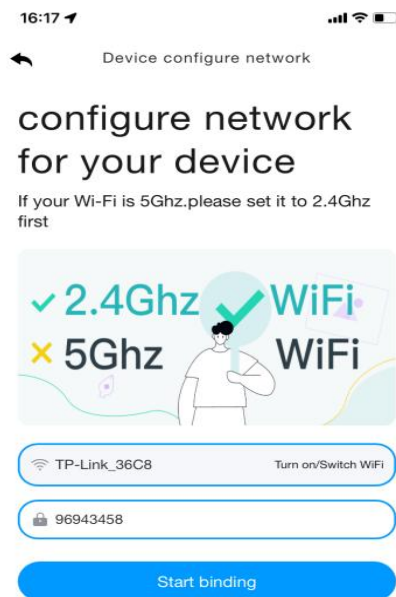 16:17
Device configure network
configure network
for your device
If your Wi-Fi is 5Ghz.please set it to 2.4Ghz
first
2.4Ghz WiFi
5Ghz WiFi
TP-Link_36C8 Turn on/Switch WiFi
96943458
Start binding